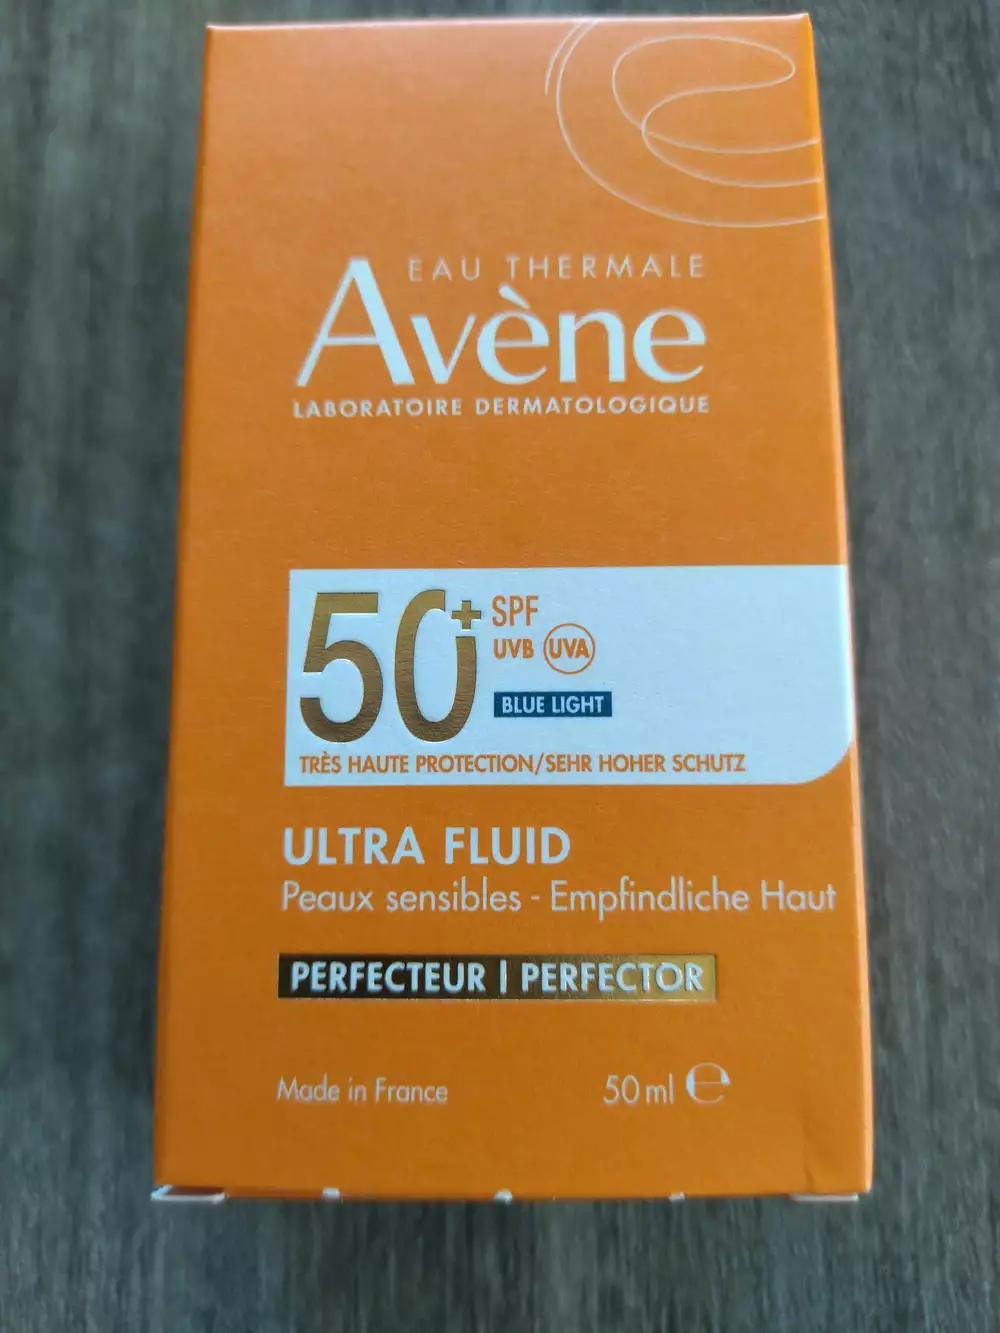 EAU THERMALE
Avène
LABORATOIRE DERMATOLOGIQUE
50+ SPF
UVB UVA
BLUE LIGHT
TRÈS HAUTE PROTECTION/SEHR HOHER SCHUTZ
ULTRA FLUID
Peaux sensibles - Empfindliche Haut
PERFECTEUR | PERFECTOR
Made in France 50 ml ℮